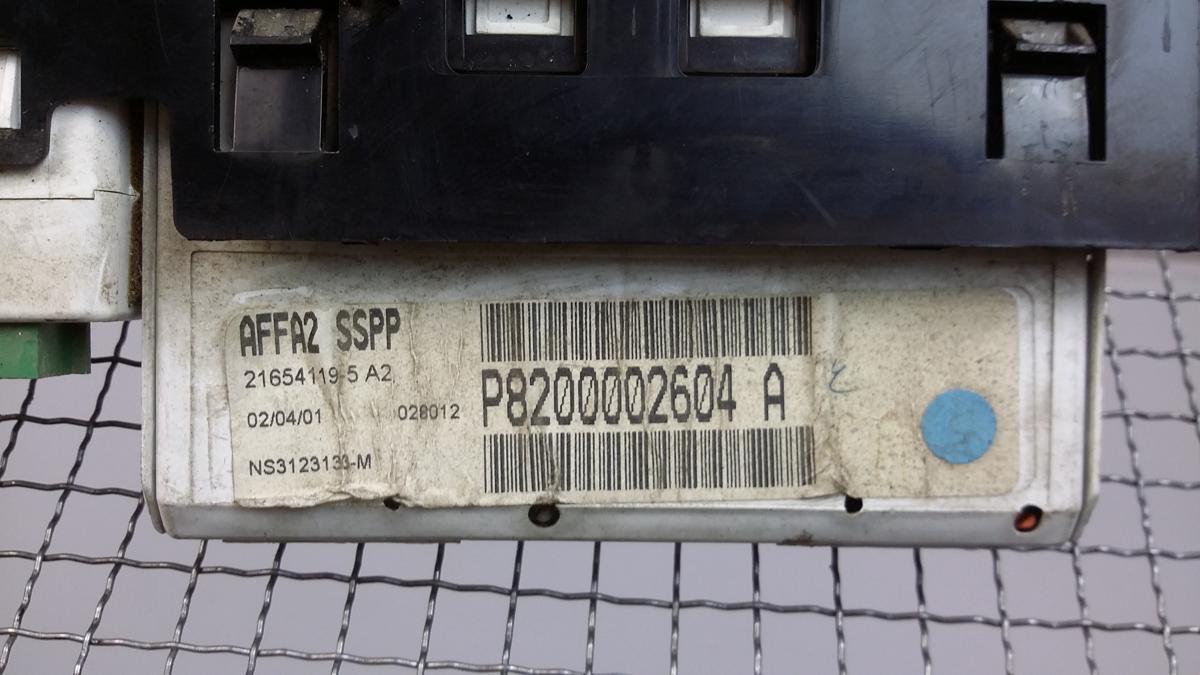 AFFA2 SSPP
21654119-5 A2
02/04/01 028012
NS3123133-M
P8200002604 A